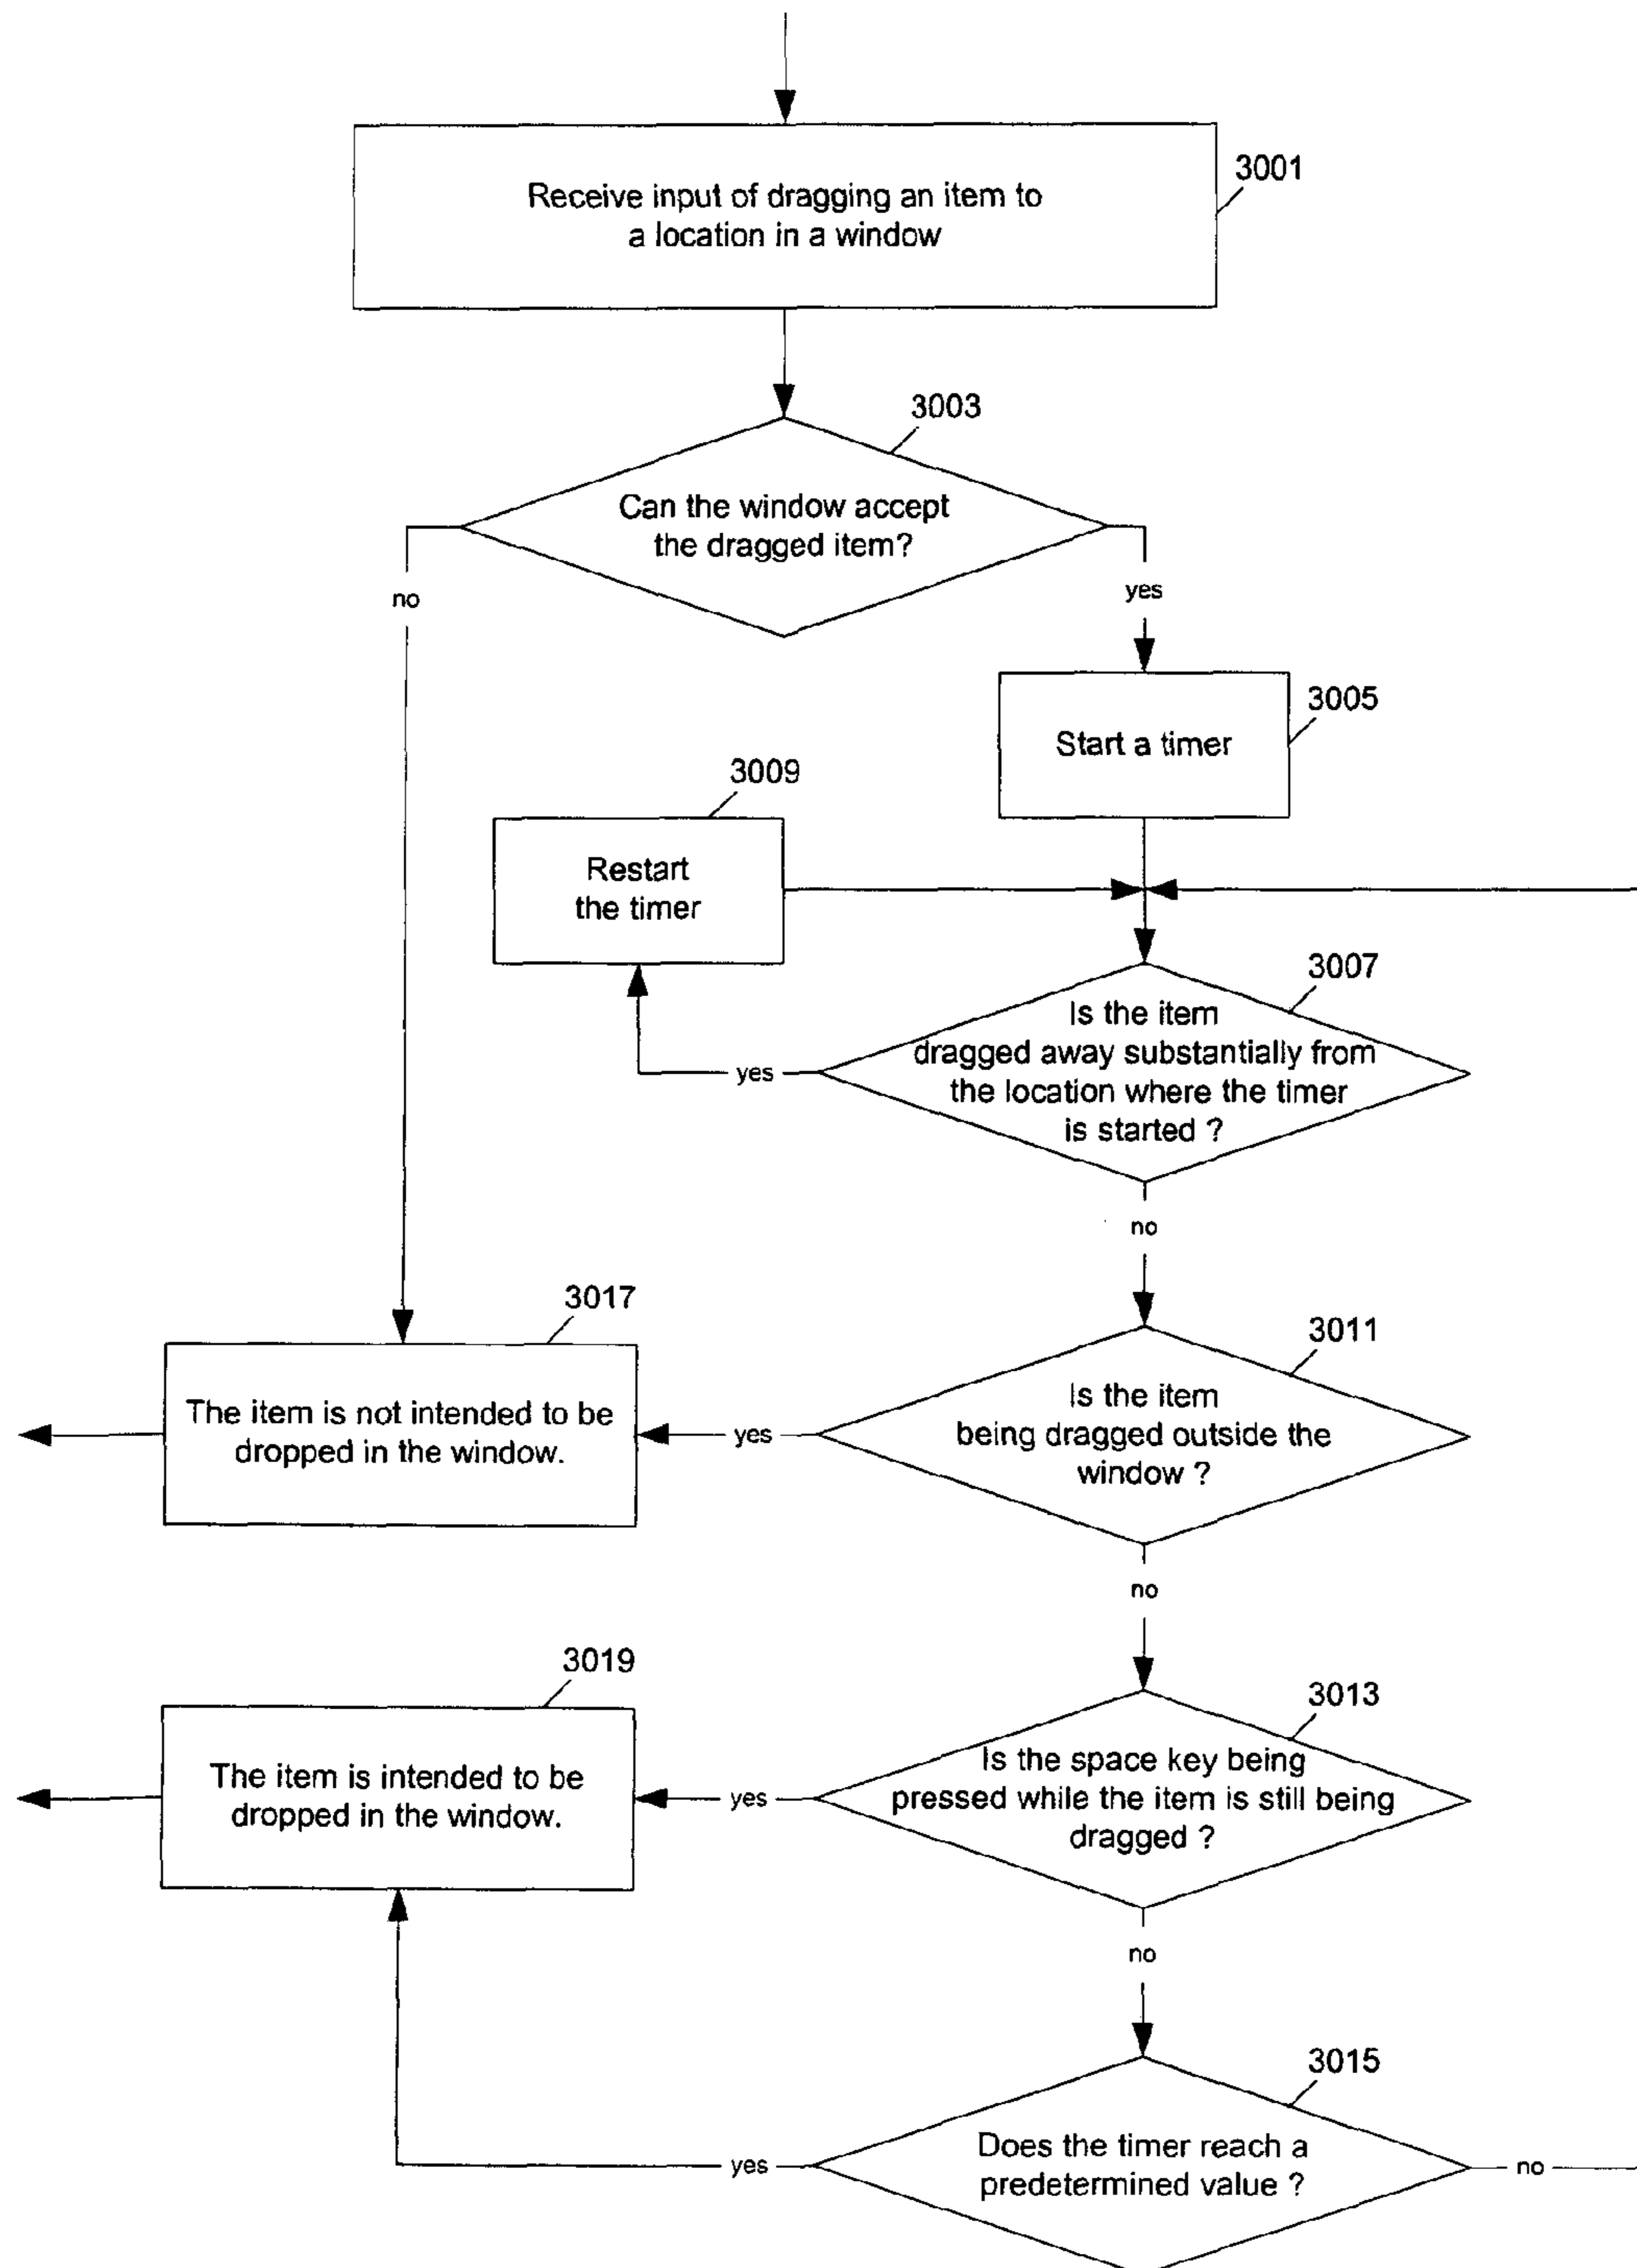 3001
Receive input of dragging an item to
a location in a window
3003
Can the window accept
the dragged item?
no
yes
3005
Start a timer
3009
Restart
the timer
3007
Is the item
dragged away substantially from
the location where the timer
is started ?
yes
no
3017
The item is not intended to be
dropped in the window.
3011
Is the item
being dragged outside the
window ?
yes
no
3019
The item is intended to be
dropped in the window.
3013
Is the space key being
pressed while the item is still being
dragged ?
yes
no
3015
Does the timer reach a
predetermined value ?
yes
no